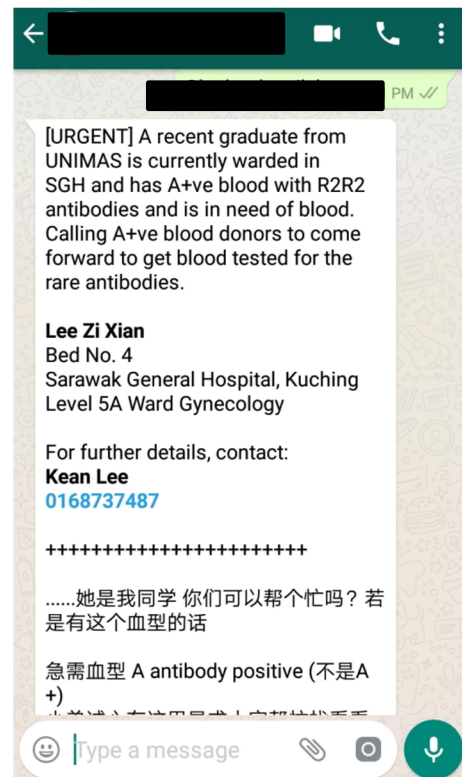 PM
[URGENT] A recent graduate from
UNIMAS is currently warded in
SGH and has A+ve blood with R2R2
antibodies and is in need of blood.
Calling A+ve blood donors to come
forward to get blood tested for the
rare antibodies.
Lee Zi Xian
Bed No. 4
Sarawak General Hospital, Kuching
Level 5A Ward Gynecology
For further details, contact:
Kean Lee
0168737487
+++++++++++++++++++++++
......她是我同学 你们可以帮个忙吗？若
是有这个血型的话
急需血型 A antibody positive (不是A
+)
Type a message